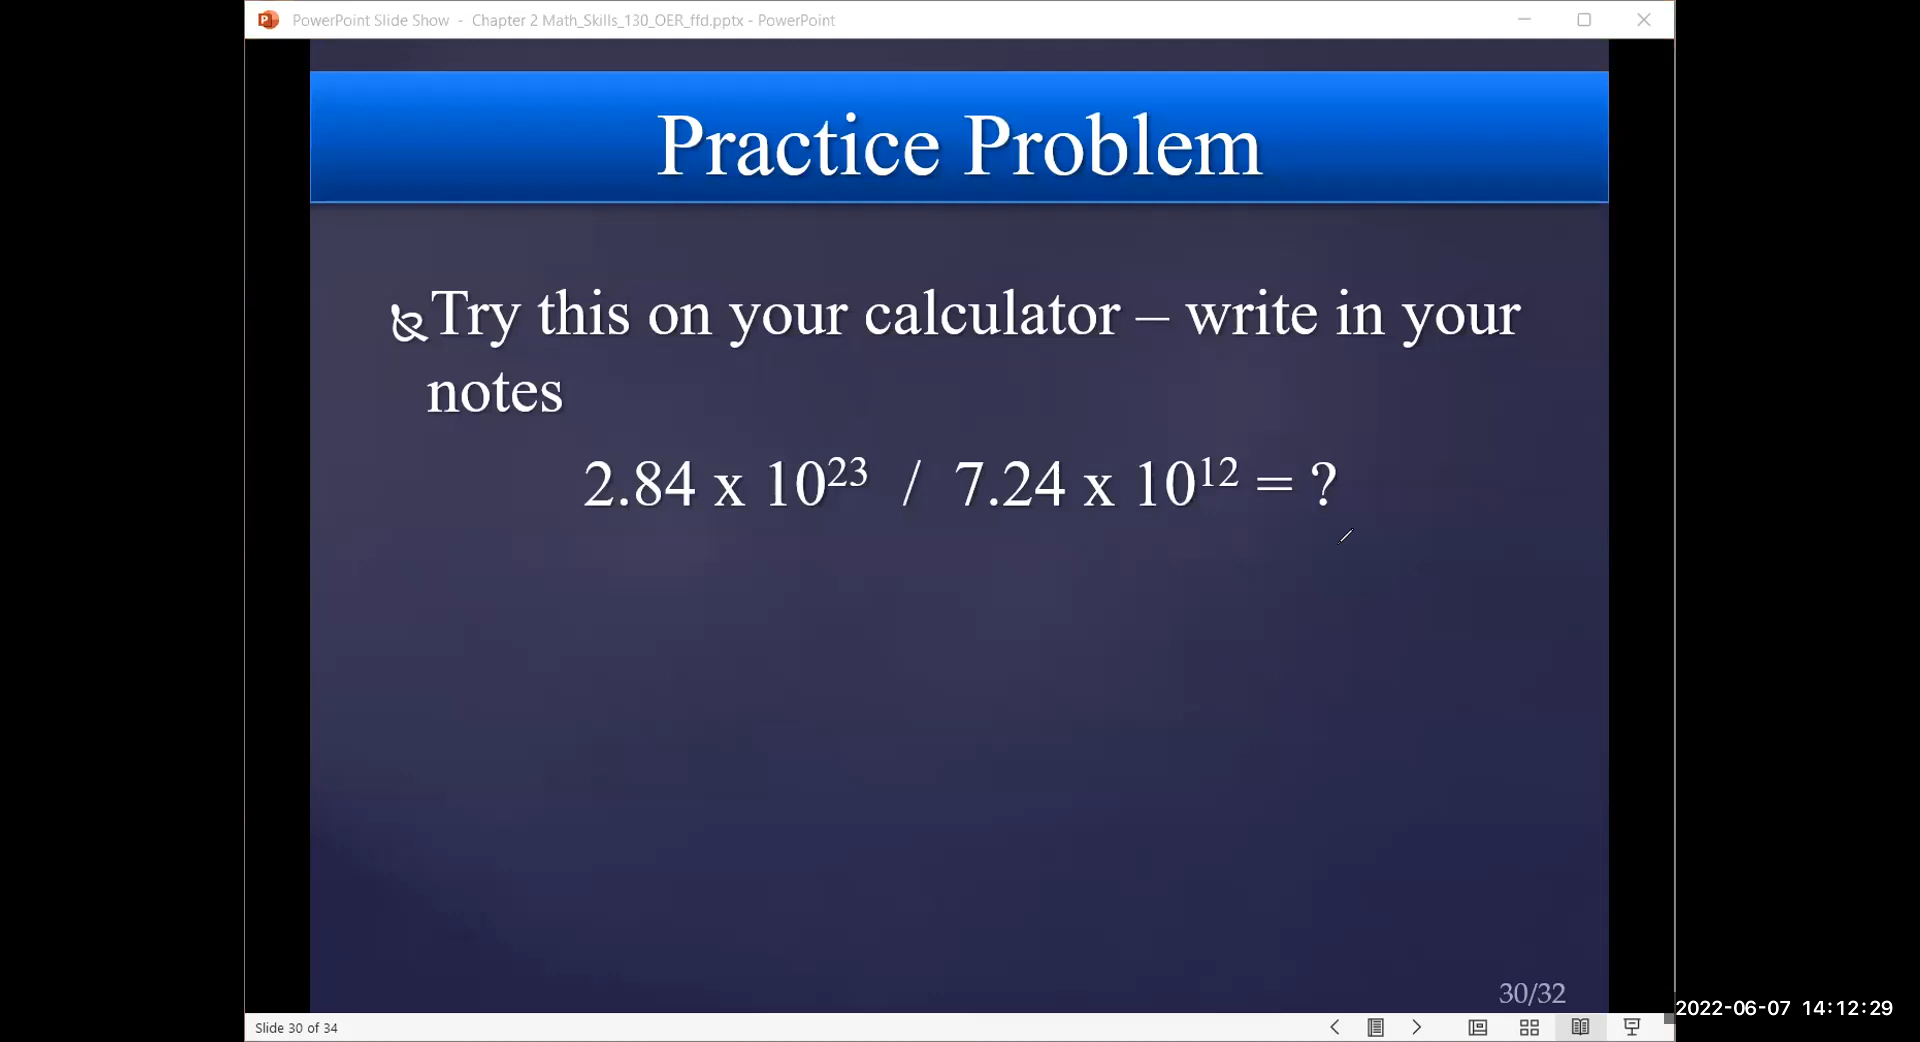 PowerPoint Slide Show - Chapter 2 Math_Skills_130_OER_ffd.pptx - PowerPoint
Practice Problem
Try this on your calculator – write in your
notes
2.84 x 10²³ / 7.24 x 10¹² = ?
30/32
2022-06-07 14:12:29
Slide 30 of 34